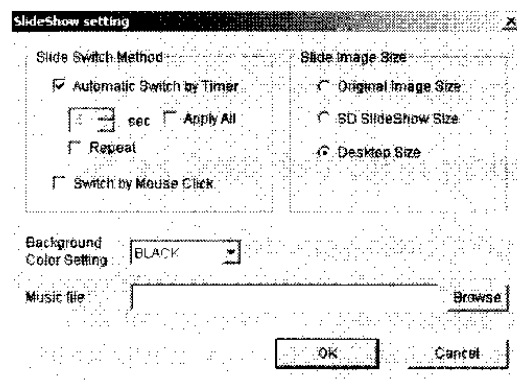 SlideShow setting
Slide Switch Method
Automatic Switch by Timer
sec Apply All
Repeat
Switch by Mouse Click
Slide Image Size
Original Image Size
SD SlideShow Size
Desktop Size
Background
Color Setting
BLACK
Music file
Browse
OK
Cancel